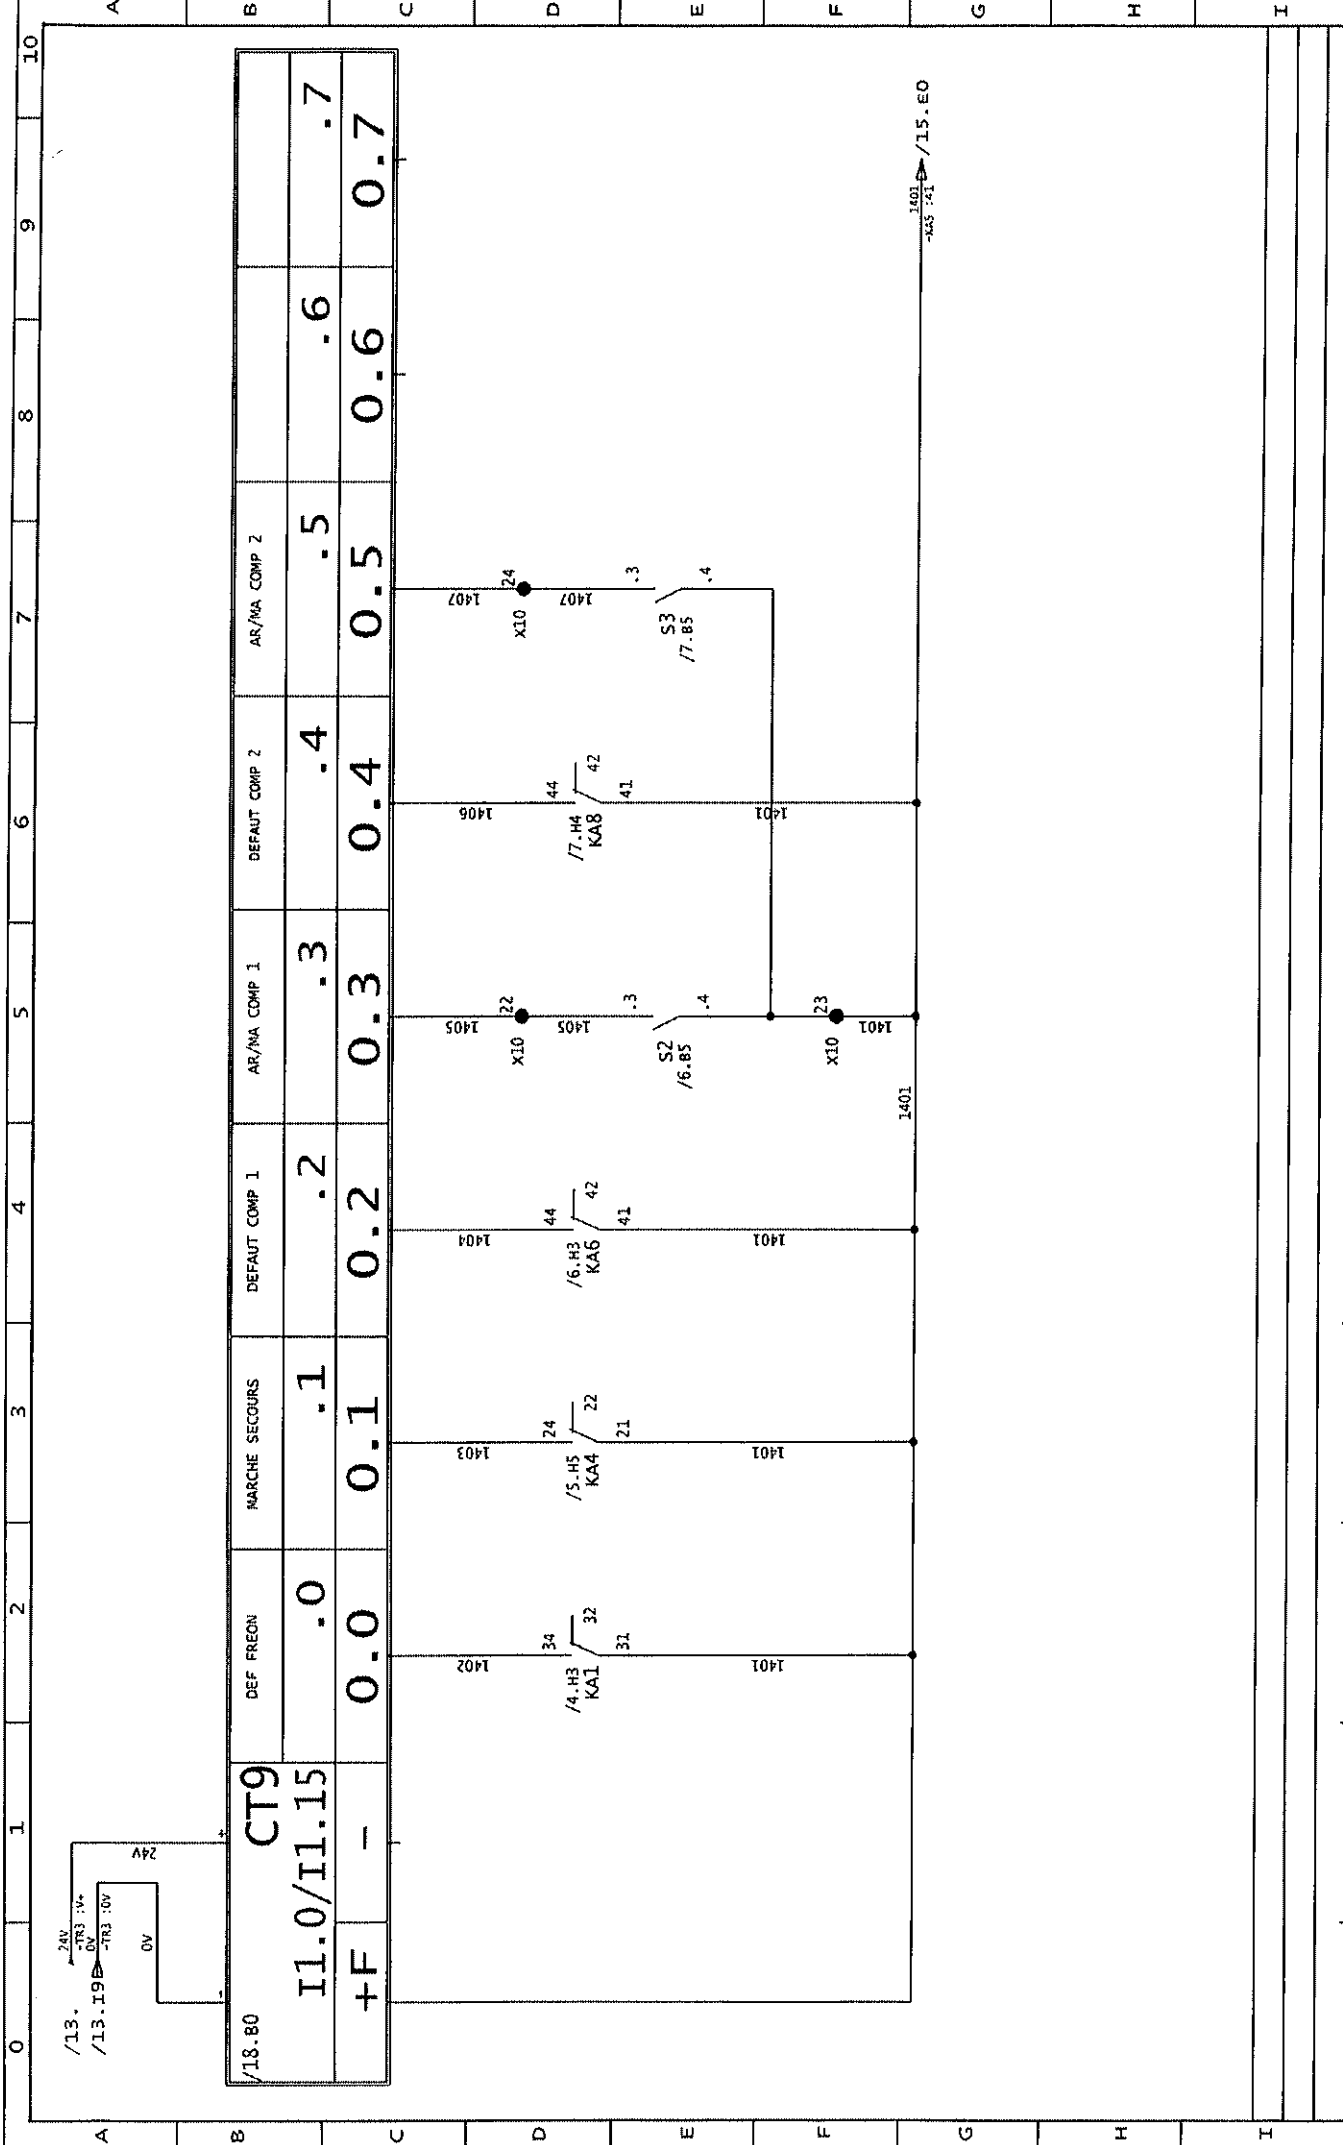 0 1 2 3 4 5 6 7 8 9 10
A
B
C
D
E
F
G
H
I
/13.
24V
-TR3 :V+
/13.I9
0V
-TR3 :0V
0V
24V
- +
/18.B0
CT9
I1.0/I1.15
+F -
DEF FREON
MARCHE SECOURS
DEFAUT COMP 1
AR/MA COMP 1
DEFAUT COMP 2
AR/MA COMP 2
.0 .1 .2 .3 .4 .5 .6 .7
0.0 0.1 0.2 0.3 0.4 0.5 0.6 0.7
1402 1403 1404 1405 1406 1407
X10 22
X10 24
1405 1407
34
/4.H3
KA1
32
31
24
/5.H5
KA4
22
21
44
/6.H3
KA6
42
41
.3
S2
/6.B5
.4
44
/7.H4
KA8
42
41
.3
S3
/7.B5
.4
1401 1401 1401 1401
X10 23
1401
1401
1401
-KA5 :41
/15.E0
A
B
C
D
E
F
G
H
I